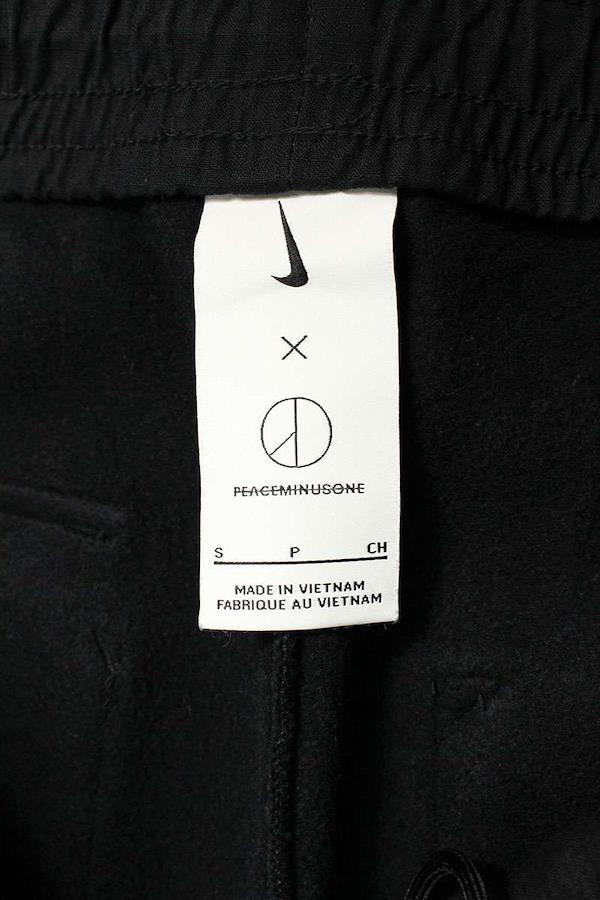 ×
PEACEMINUSONE
S P CH
MADE IN VIETNAM
FABRIQUE AU VIETNAM